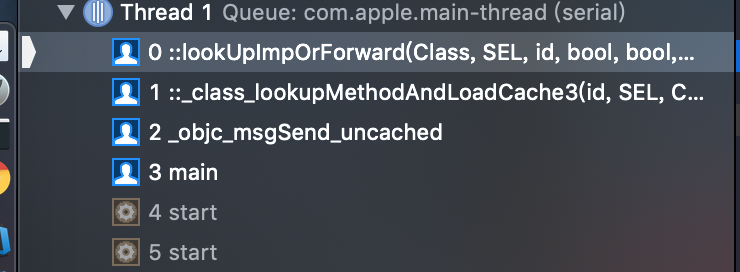 Thread 1 Queue: com.apple.main-thread (serial)
0 ::lookUpImpOrForward(Class, SEL, id, bool, bool,...
1 ::_class_lookupMethodAndLoadCache3(id, SEL, C...
2 _objc_msgSend_uncached
3 main
4 start
5 start